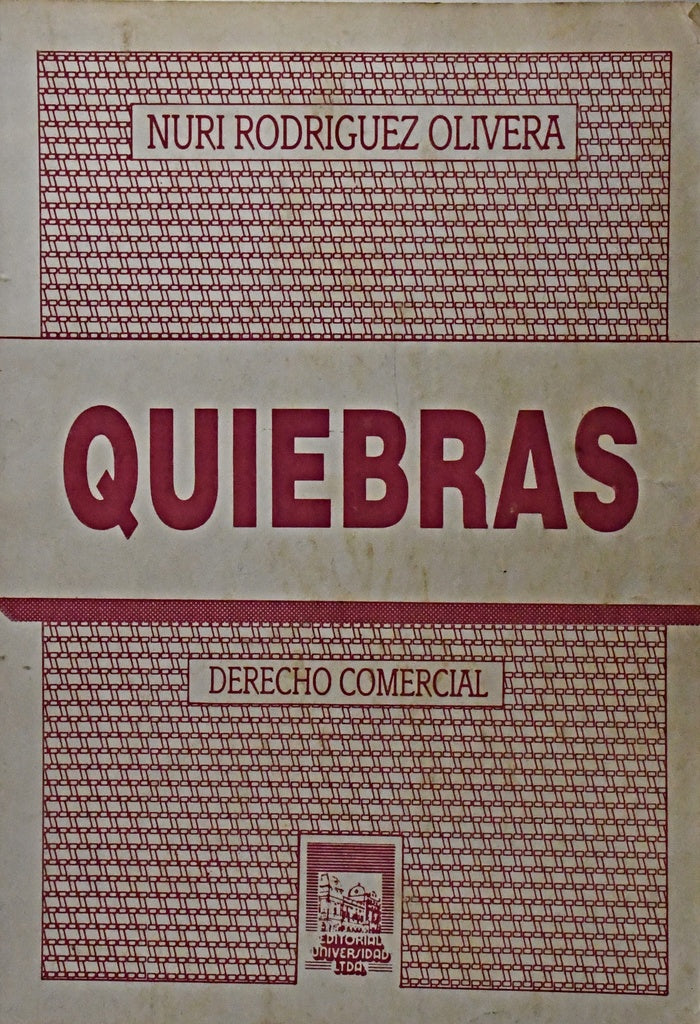 NURI RODRIGUEZ OLIVERA
QUIEBRAS
DERECHO COMERCIAL
EDITORIAL
UNIVERSIDAD
LTDA